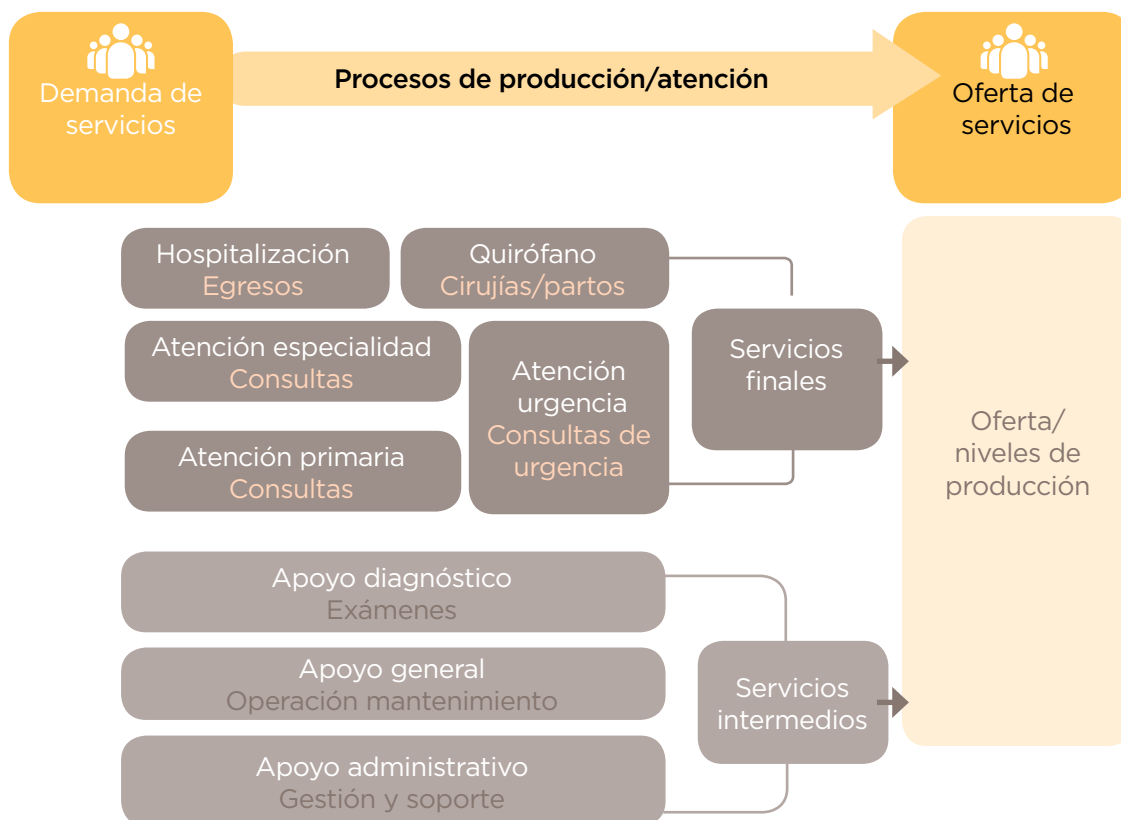 Demanda de
servicios
Procesos de producción/atención
Oferta de
servicios
Hospitalización
Egresos
Quirófano
Cirujías/partos
Atención especialidad
Consultas
Atención
urgencia
Consultas de
urgencia
Atención primaria
Consultas
Servicios
finales
Oferta/
niveles de
producción
Apoyo diagnóstico
Exámenes
Apoyo general
Operación mantenimiento
Apoyo administrativo
Gestión y soporte
Servicios
intermedios